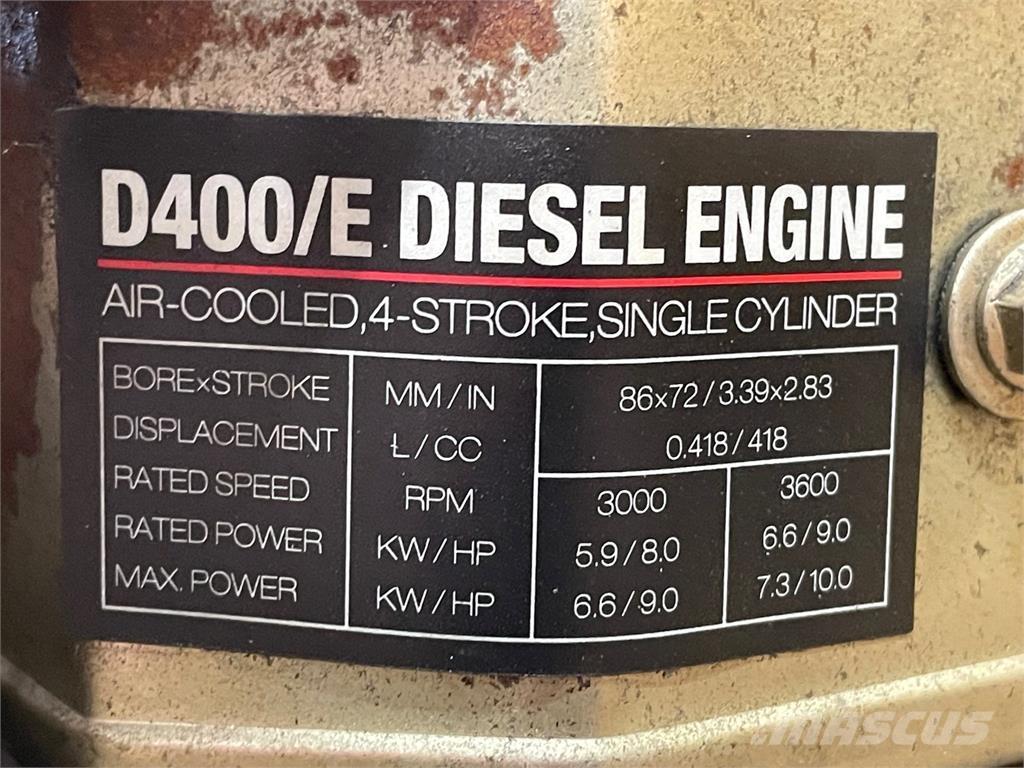 D400/E DIESEL ENGINE
AIR-COOLED,4-STROKE,SINGLE CYLINDER
BORE×STROKE MM/IN 86×72/3.39×2.83
DISPLACEMENT L/CC 0.418/418
RATED SPEED RPM 3000 3600
RATED POWER KW/HP 5.9/8.0 6.6/9.0
MAX. POWER KW/HP 6.6/9.0 7.3/10.0
MASCUS